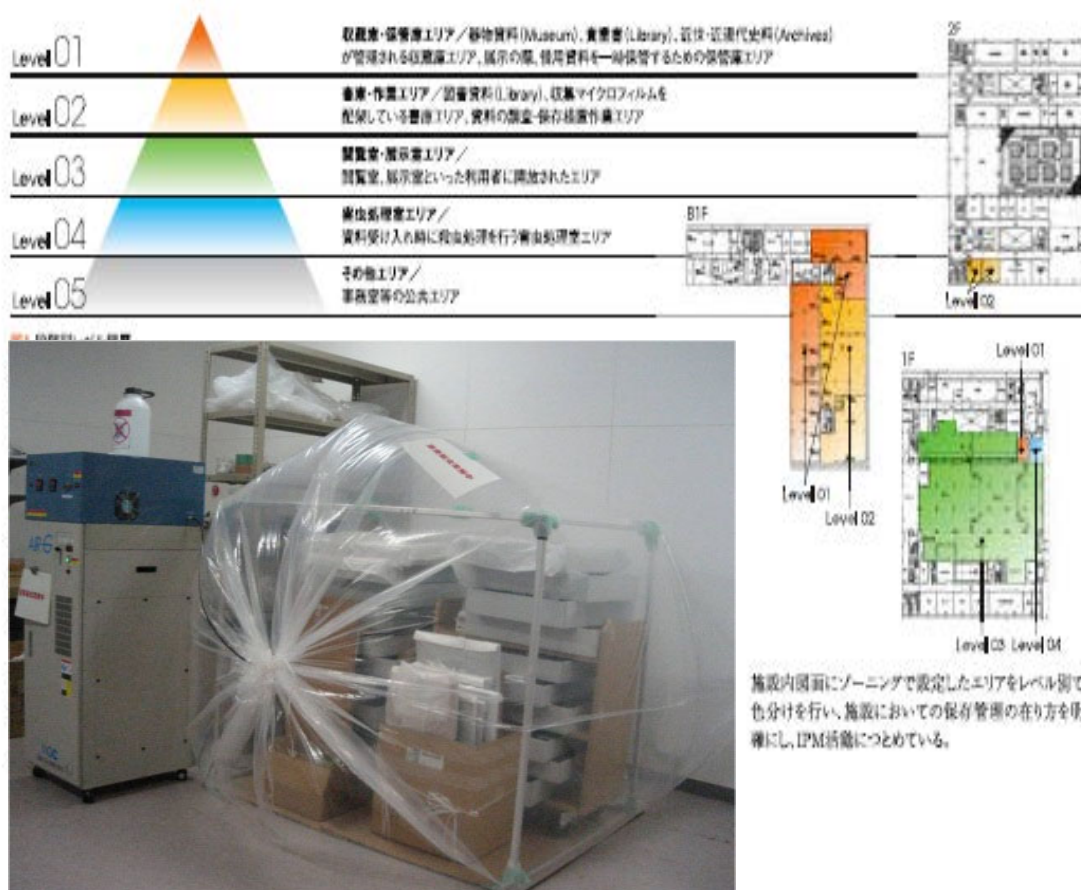 Level 01
収蔵庫・保管庫エリア／器物資料(Museum)、貴重書(Library)、近世・近現代史料(Archives)
が管理される収蔵庫エリア、展示の際、借用資料を一時保管するための保管庫エリア
Level 02
書庫・作業エリア／図書資料(Library)、収集マイクロフィルムを
配架している書庫エリア、資料の調査・保存措置作業エリア
Level 03
閲覧室・展示室エリア／
閲覧室、展示室といった利用者に開放されたエリア
Level 04
害虫処理室エリア／
資料受け入れ時に殺虫処理を行う害虫処理室エリア
Level 05
その他エリア／
事務室等の公共エリア
2F
Level 02
B1F
Level 01
Level 02
1F
Level 01
Level 03 Level 04
施設内図面にゾーニングで設定したエリアをレベル別で
色分けを行い、施設においての保存管理の在り方を明
確にし、IPM活動につとめている。